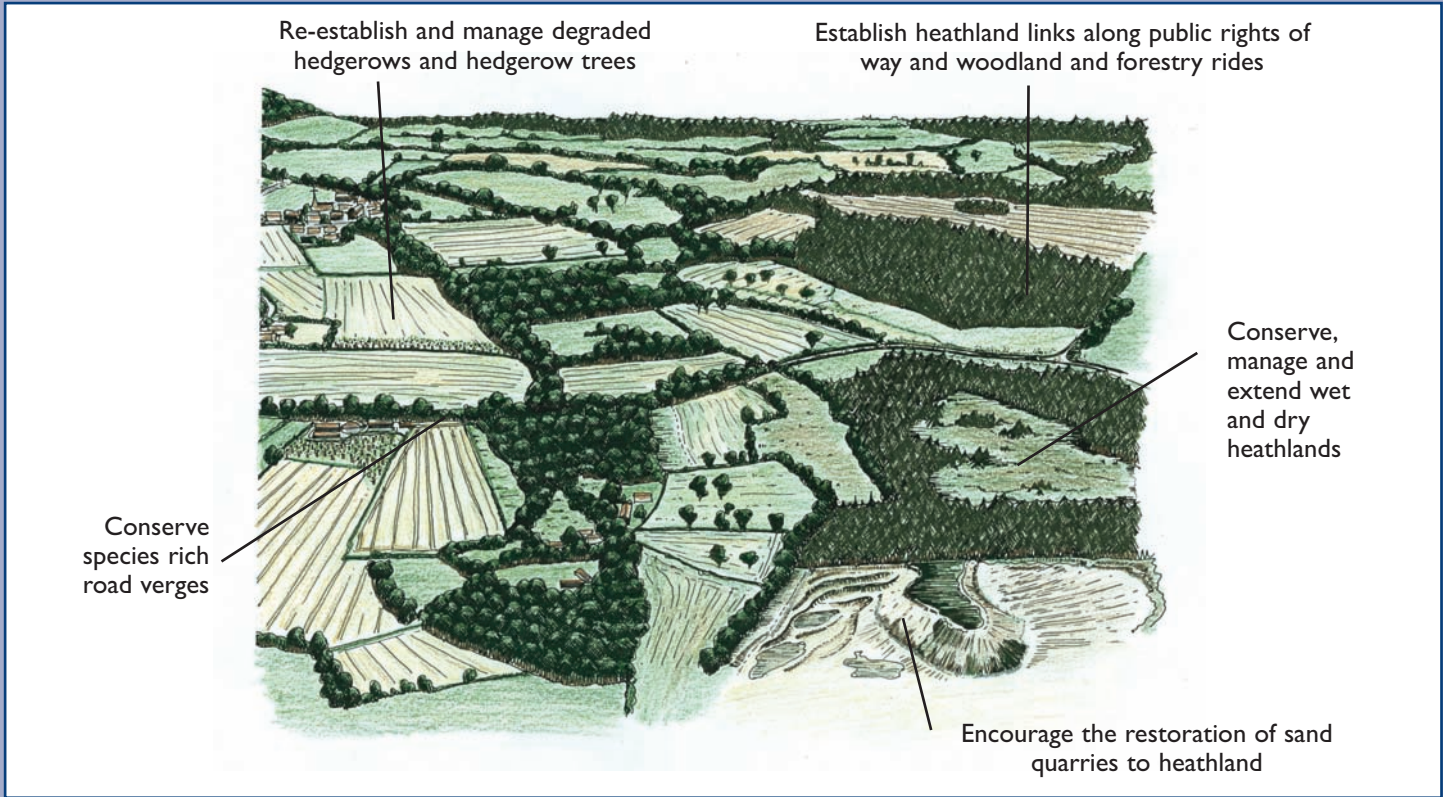 Re-establish and manage degraded
hedgerows and hedgerow trees
Establish heathland links along public rights of
way and woodland and forestry rides
Conserve,
manage and
extend wet
and dry
heathlands
Conserve
species rich
road verges
Encourage the restoration of sand
quarries to heathland